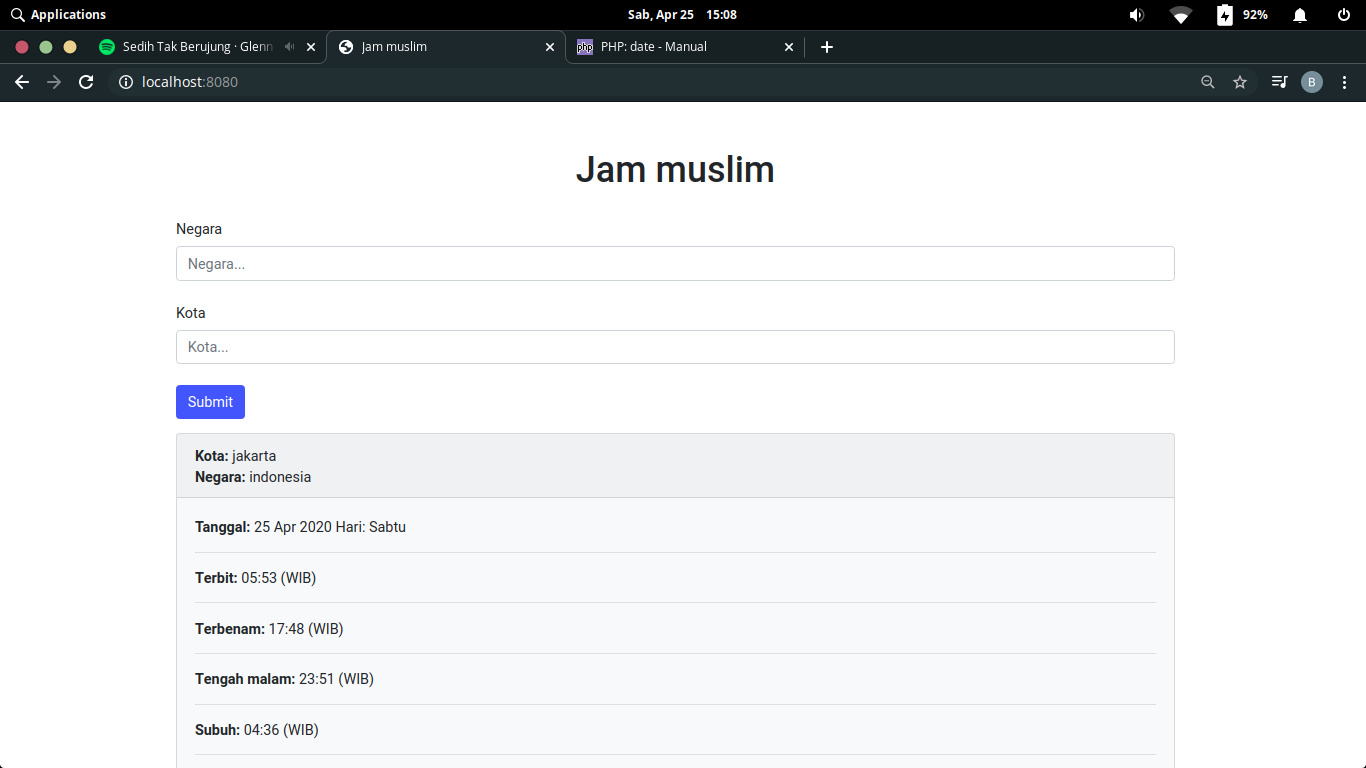 Applications
Sab, Apr 25 15:08
92%
Sedih Tak Berujung · Glenn
Jam muslim
PHP: date - Manual
localhost:8080
B
Jam muslim
Negara
Negara...
Kota
Kota...
Submit
Kota: jakarta
Negara: indonesia
Tanggal: 25 Apr 2020 Hari: Sabtu
Terbit: 05:53 (WIB)
Terbenam: 17:48 (WIB)
Tengah malam: 23:51 (WIB)
Subuh: 04:36 (WIB)